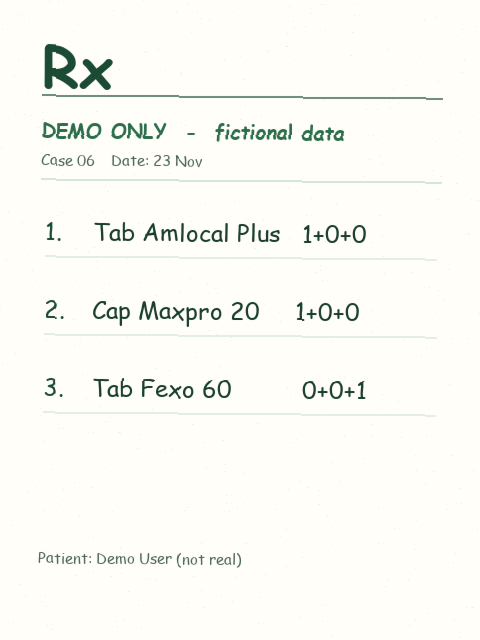 Rx
DEMO ONLY - fictional data
Case 06 Date: 23 Nov
1. Tab Amlocal Plus 1+0+0
2. Cap Maxpro 20 1+0+0
3. Tab Fexo 60 0+0+1
Patient: Demo User (not real)